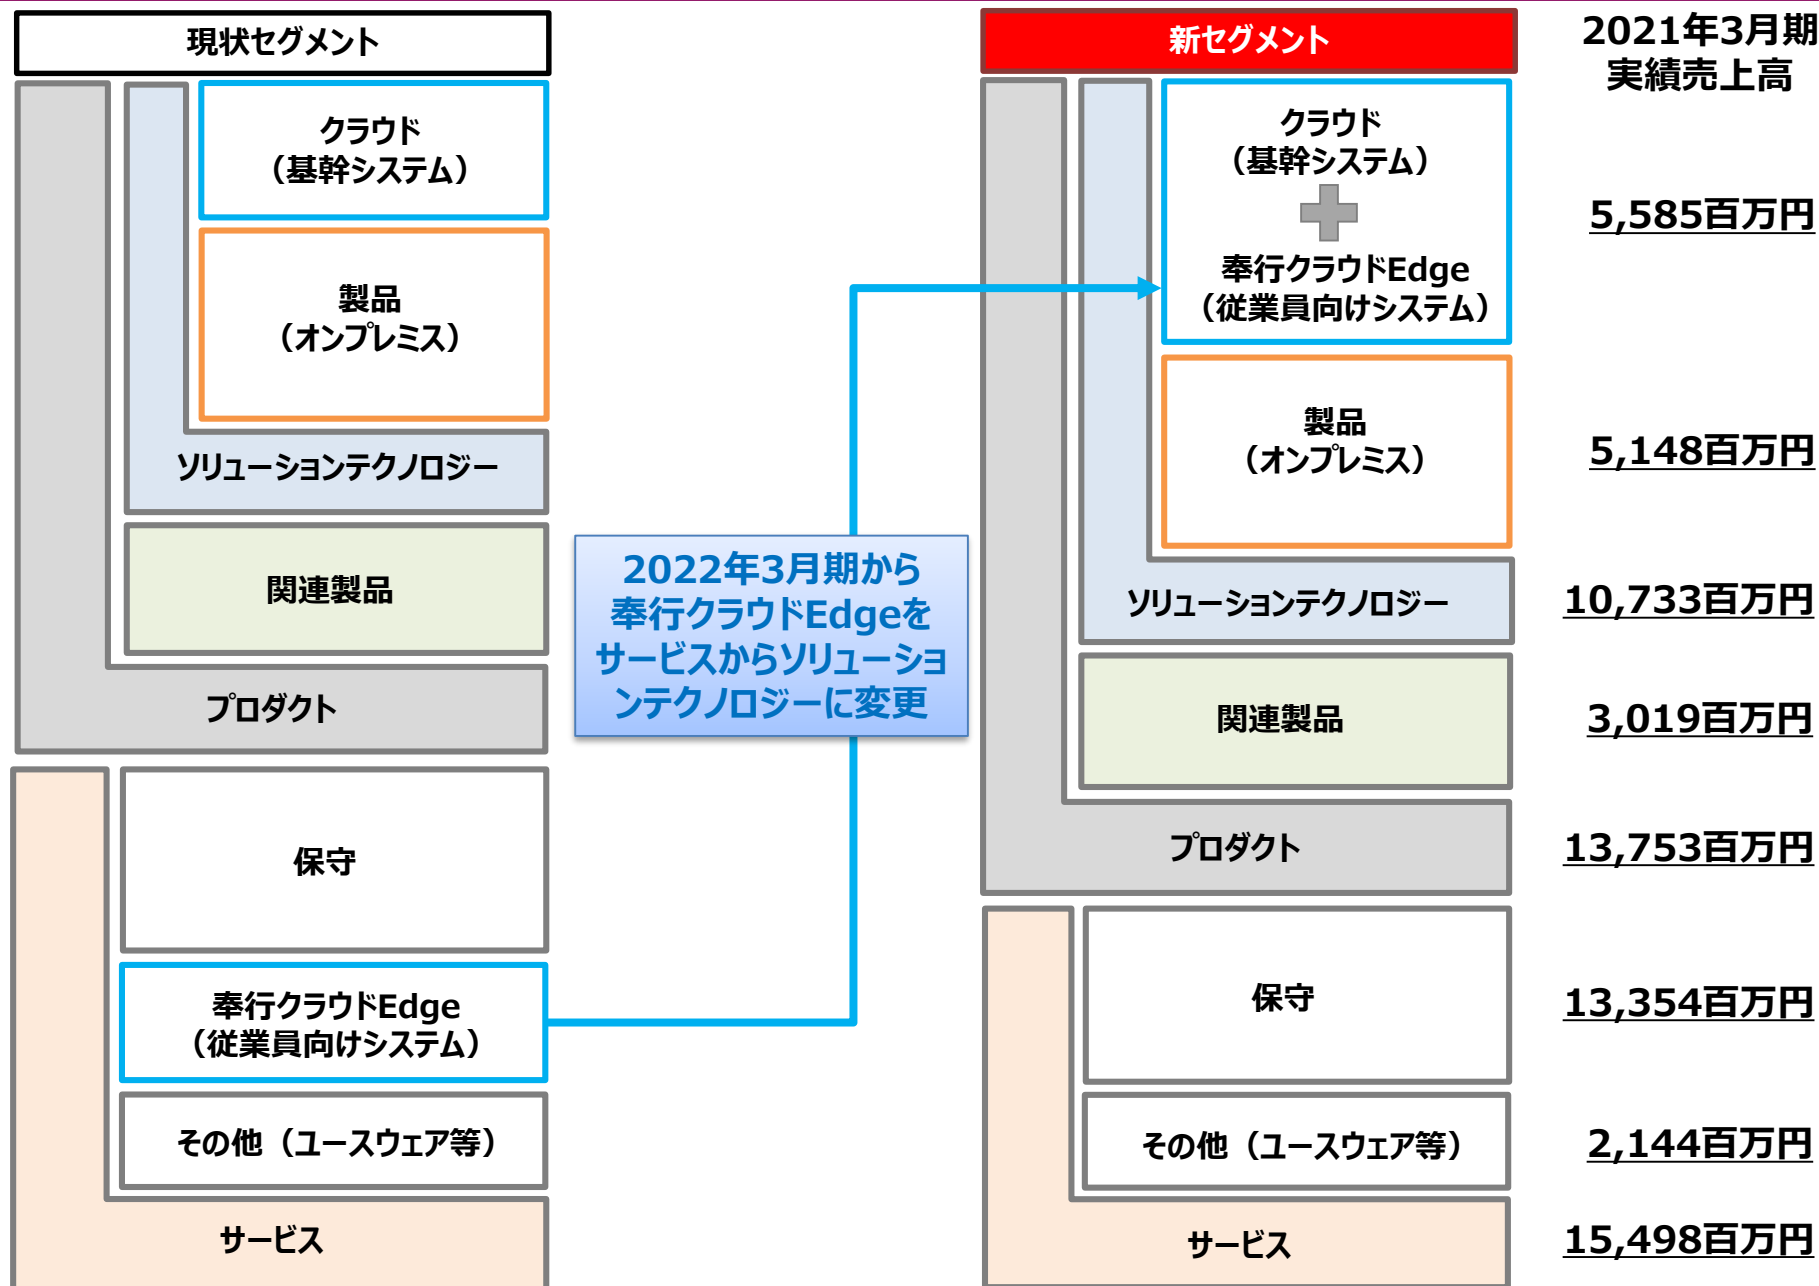 現状セグメント
クラウド
（基幹システム）
製品
（オンプレミス）
ソリューションテクノロジー
関連製品
プロダクト
保守
奉行クラウドEdge
（従業員向けシステム）
その他（ユースウェア等）
サービス
2022年3月期から
奉行クラウドEdgeを
サービスからソリューショ
ンテクノロジーに変更
新セグメント
2021年3月期
実績売上高
クラウド
（基幹システム）
奉行クラウドEdge
（従業員向けシステム）
5,585百万円
製品
（オンプレミス）
5,148百万円
ソリューションテクノロジー
10,733百万円
関連製品
3,019百万円
プロダクト
13,753百万円
保守
13,354百万円
その他（ユースウェア等）
2,144百万円
サービス
15,498百万円